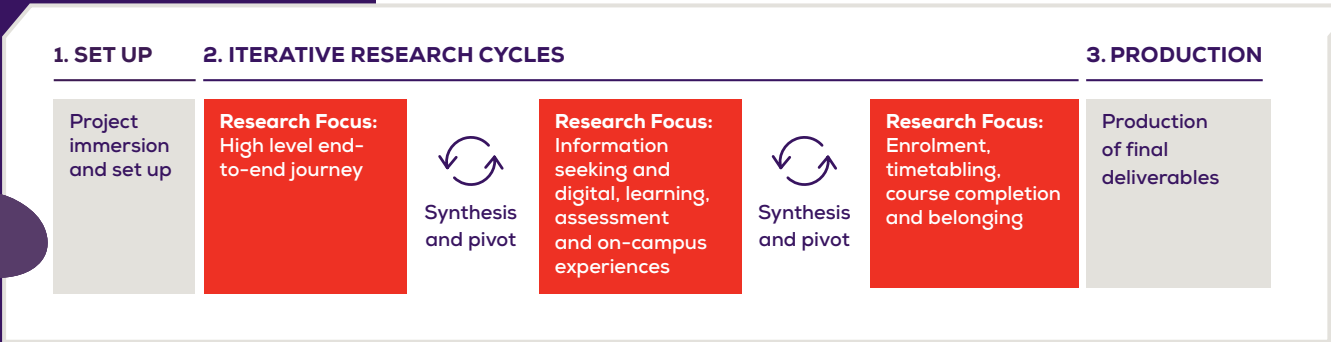 1. SET UP
2. ITERATIVE RESEARCH CYCLES
3. PRODUCTION
Project
immersion
and set up
Research Focus:
High level end-
to-end journey
Synthesis
and pivot
Research Focus:
Information
seeking and
digital, learning,
assessment
and on-campus
experiences
Synthesis
and pivot
Research Focus:
Enrolment,
timetabling,
course completion
and belonging
Production
of final
deliverables